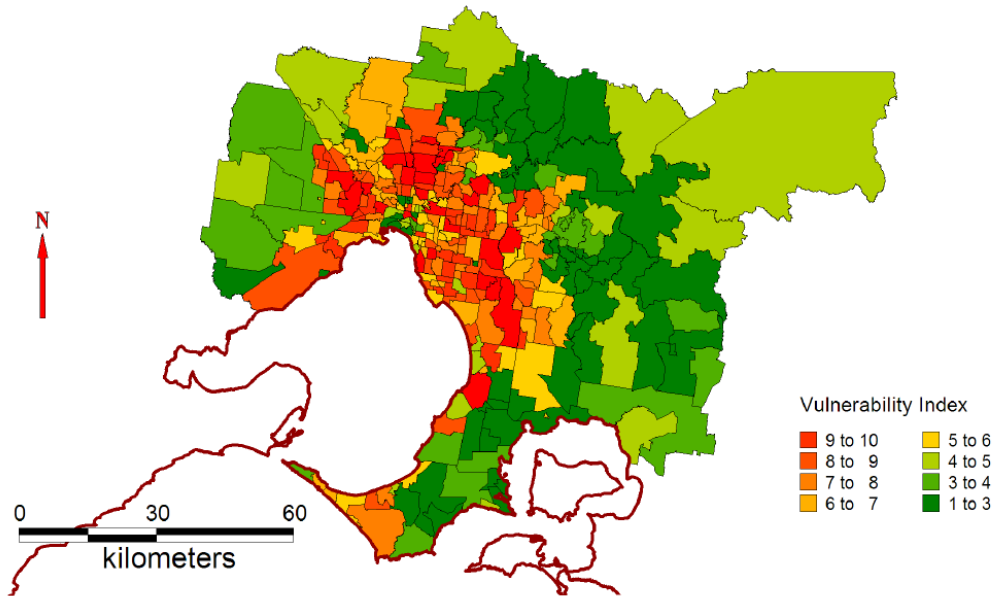 N
Vulnerability Index
9 to 10
8 to 9
7 to 8
6 to 7
5 to 6
4 to 5
3 to 4
1 to 3
0 30 60
kilometers